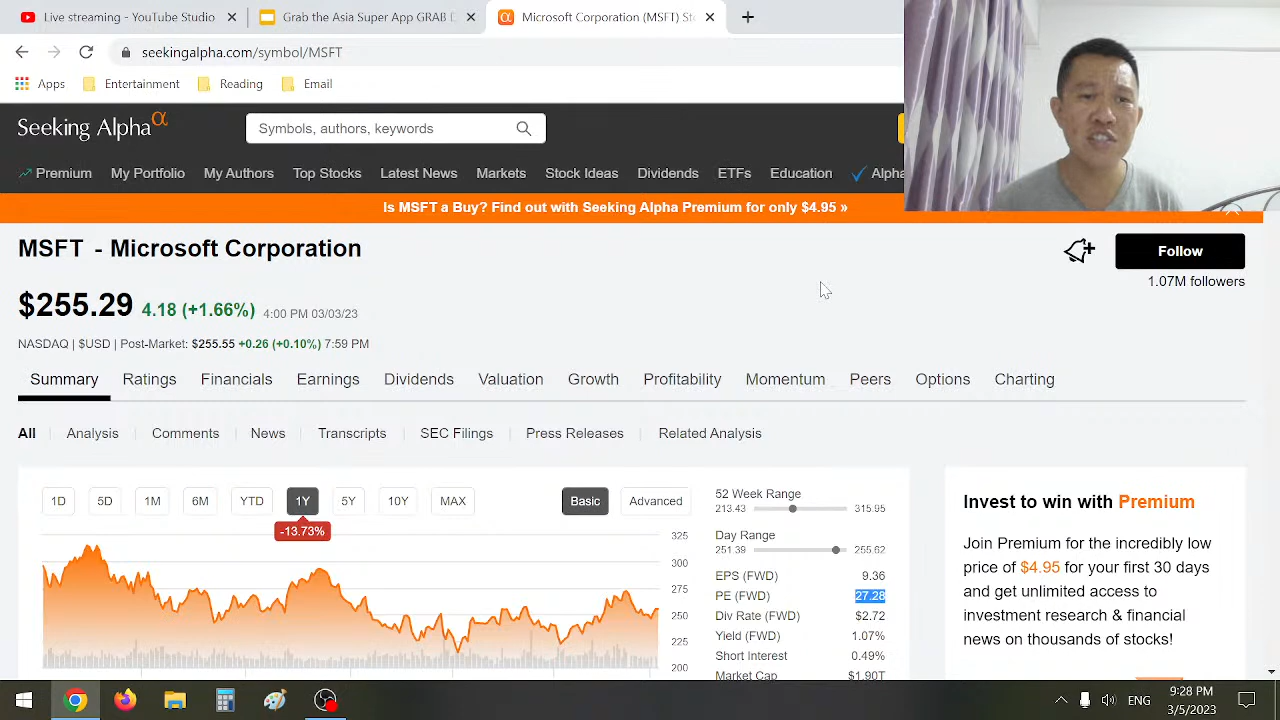 Live streaming - YouTube Studio
Grab the Asia Super App GRAB D
Microsoft Corporation (MSFT) St
seekingalpha.com/symbol/MSFT
Apps
Entertainment
Reading
Email
Seeking Alphaα
Symbols, authors, keywords
Premium
My Portfolio
My Authors
Top Stocks
Latest News
Markets
Stock Ideas
Dividends
ETFs
Education
Alpha
Is MSFT a Buy? Find out with Seeking Alpha Premium for only $4.95 »
MSFT - Microsoft Corporation
Follow
1.07M followers
$255.29 4.18 (+1.66%) 4:00 PM 03/03/23
NASDAQ | $USD | Post-Market: $255.55 +0.26 (+0.10%) 7:59 PM
Summary
Ratings
Financials
Earnings
Dividends
Valuation
Growth
Profitability
Momentum
Peers
Options
Charting
All
Analysis
Comments
News
Transcripts
SEC Filings
Press Releases
Related Analysis
1D
5D
1M
6M
YTD
1Y
5Y
10Y
MAX
Basic
Advanced
-13.73%
325
300
275
250
225
200
52 Week Range
213.43 315.95
Day Range
251.39 255.62
EPS (FWD) 9.36
PE (FWD) 27.28
Div Rate (FWD) $2.72
Yield (FWD) 1.07%
Short Interest 0.49%
Market Cap $1.90T
Invest to win with Premium
Join Premium for the incredibly low
price of $4.95 for your first 30 days
and get unlimited access to
investment research & financial
news on thousands of stocks!
ENG
9:28 PM
3/5/2023